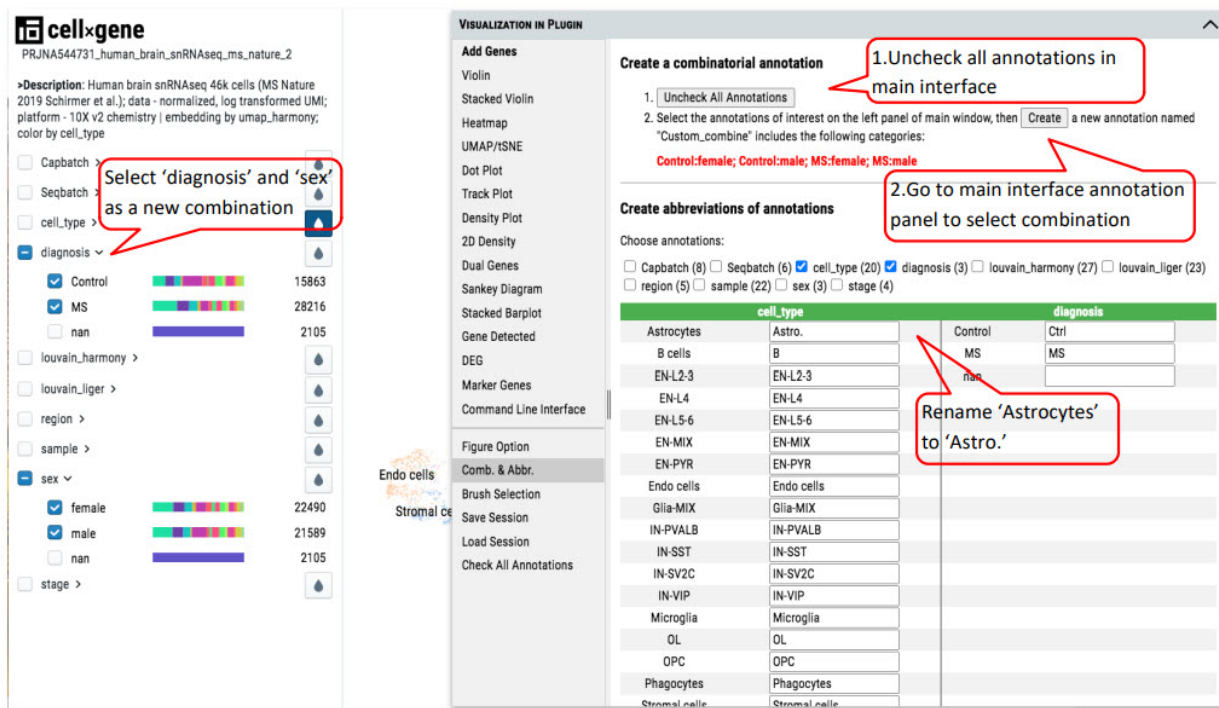 cell×gene
PRJNA544731_human_brain_snRNAseq_ms_nature_2
>Description: Human brain snRNAseq 46k cells (MS Nature
2019 Schirmer et al.); data - normalized, log transformed UMI;
platform - 10X v2 chemistry | embedding by umap_harmony;
color by cell_type
Capbatch >
Seqbatch >
cell_type >
diagnosis
Control 15863
MS 28216
nan 2105
louvain_harmony >
louvain_liger >
region >
sample >
sex
female 22490
male 21589
nan 2105
stage >
Select ‘diagnosis’ and ‘sex’
as a new combination
Endo cells
Stromal ce
VISUALIZATION IN PLUGIN
Add Genes
Violin
Stacked Violin
Heatmap
UMAP/tSNE
Dot Plot
Track Plot
Density Plot
2D Density
Dual Genes
Sankey Diagram
Stacked Barplot
Gene Detected
DEG
Marker Genes
Command Line Interface
Figure Option
Comb. & Abbr.
Brush Selection
Save Session
Load Session
Check All Annotations
Create a combinatorial annotation
1. Uncheck All Annotations
2. Select the annotations of interest on the left panel of main window, then Create a new annotation named
"Custom_combine" includes the following categories:
Control:female; Control:male; MS:female; MS:male
1.Uncheck all annotations in
main interface
2.Go to main interface annotation
panel to select combination
Create abbreviations of annotations
Choose annotations:
Capbatch (8) Seqbatch (6) cell_type (20) diagnosis (3) louvain_harmony (27) louvain_liger (23)
region (5) sample (22) sex (3) stage (4)
cell_type diagnosis
Astrocytes Astro. Control Ctrl
B cells B MS MS
EN-L2-3 EN-L2-3 nan
EN-L4 EN-L4
EN-L5-6 EN-L5-6
EN-MIX EN-MIX
EN-PYR EN-PYR
Endo cells Endo cells
Glia-MIX Glia-MIX
IN-PVALB IN-PVALB
IN-SST IN-SST
IN-SV2C IN-SV2C
IN-VIP IN-VIP
Microglia Microglia
OL OL
OPC OPC
Phagocytes Phagocytes
Stromal cells Stromal cells
Rename ‘Astrocytes’
to ‘Astro.’